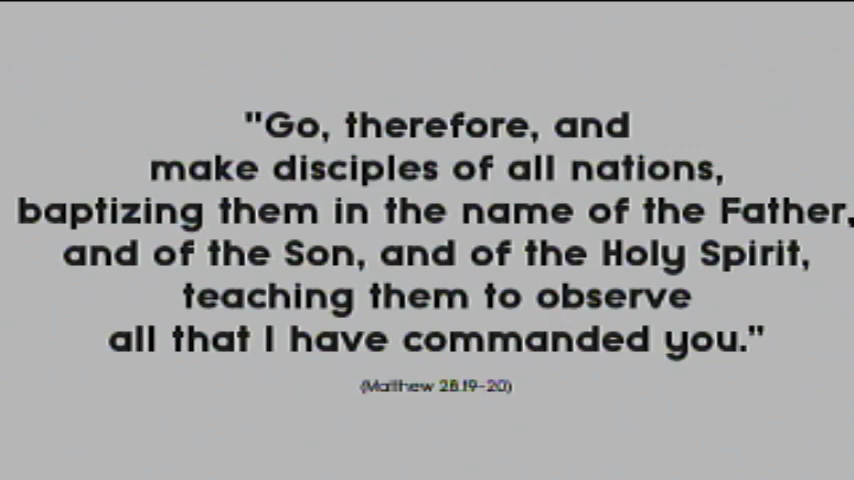 "Go, therefore, and
make disciples of all nations,
baptizing them in the name of the Father,
and of the Son, and of the Holy Spirit,
teaching them to observe
all that I have commanded you."
(Matthew 28.19-20)